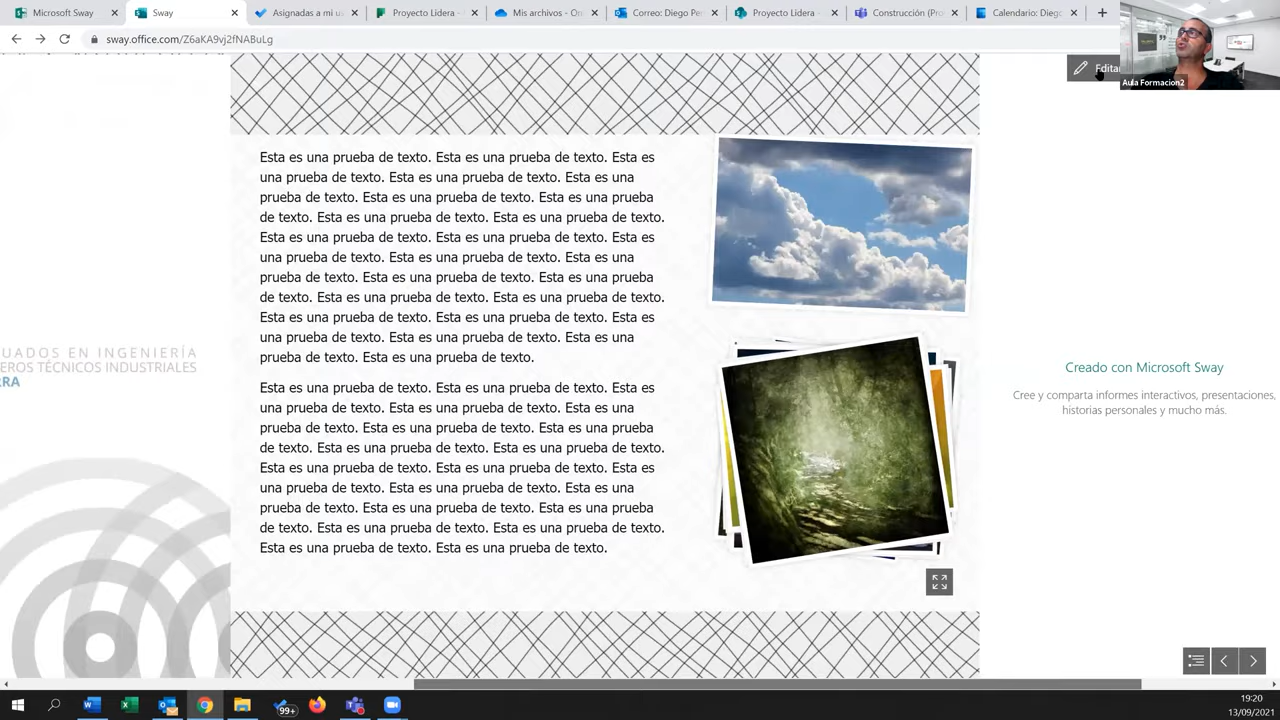 Microsoft Sway
Sway
Asignadas a mi u
Proyecto Lidera -
Mis archivos - On
Correo: Diego Pe
Proyecto Lidera -
Construcción (Pro
Calendario: Dieg
sway.office.com/Z6aKA9vj2fNABuLg
Editar
Aula Formacion2
Esta es una prueba de texto. Esta es una prueba de texto. Esta es
una prueba de texto. Esta es una prueba de texto. Esta es una
prueba de texto. Esta es una prueba de texto. Esta es una prueba
de texto. Esta es una prueba de texto. Esta es una prueba de texto.
Esta es una prueba de texto. Esta es una prueba de texto. Esta es
una prueba de texto. Esta es una prueba de texto. Esta es una
prueba de texto. Esta es una prueba de texto. Esta es una prueba
de texto. Esta es una prueba de texto. Esta es una prueba de texto.
Esta es una prueba de texto. Esta es una prueba de texto. Esta es
una prueba de texto. Esta es una prueba de texto. Esta es una
prueba de texto. Esta es una prueba de texto.
Esta es una prueba de texto. Esta es una prueba de texto. Esta es
una prueba de texto. Esta es una prueba de texto. Esta es una
prueba de texto. Esta es una prueba de texto. Esta es una prueba
de texto. Esta es una prueba de texto. Esta es una prueba de texto.
Esta es una prueba de texto. Esta es una prueba de texto. Esta es
una prueba de texto. Esta es una prueba de texto. Esta es una
prueba de texto. Esta es una prueba de texto. Esta es una prueba
de texto. Esta es una prueba de texto. Esta es una prueba de texto.
Esta es una prueba de texto. Esta es una prueba de texto.
UADOS EN INGENIERÍA
EROS TÉCNICOS INDUSTRIALES
RRA
Creado con Microsoft Sway
Cree y comparta informes interactivos, presentaciones,
historias personales y mucho más.
99+
19:20
13/09/2021